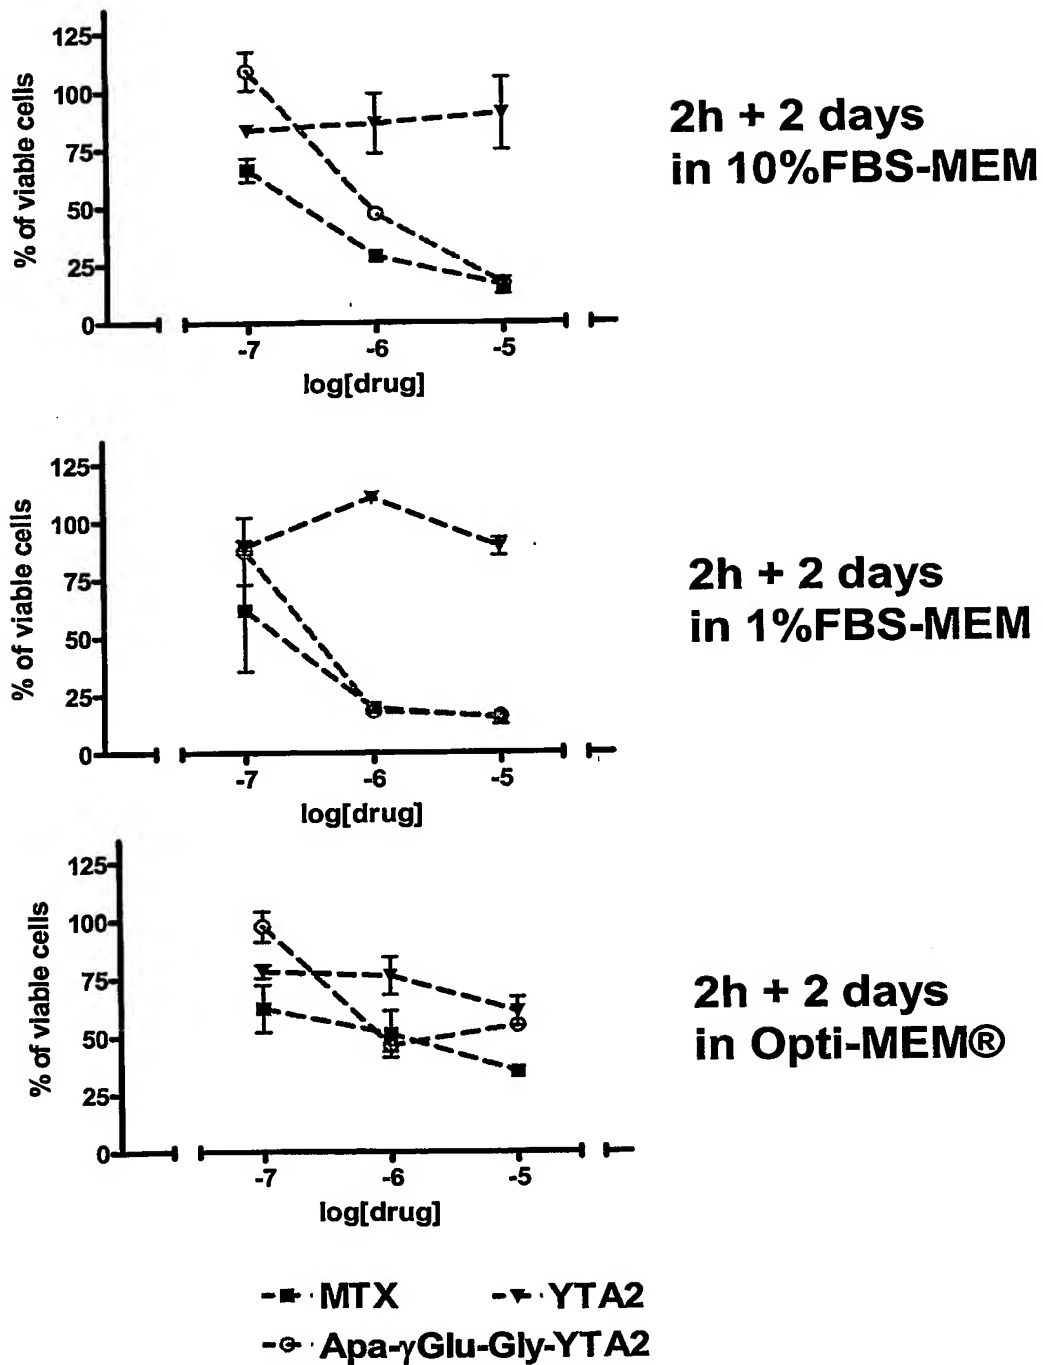 125
100
75
50
25
0
% of viable cells
-7 -6 -5
log[drug]
2h + 2 days
in 10%FBS-MEM
125
100
75
50
25
0
% of viable cells
-7 -6 -5
log[drug]
2h + 2 days
in 1%FBS-MEM
125
100
75
50
25
0
% of viable cells
-7 -6 -5
log[drug]
2h + 2 days
in Opti-MEM®
MTX YTA2
Apa-γGlu-Gly-YTA2